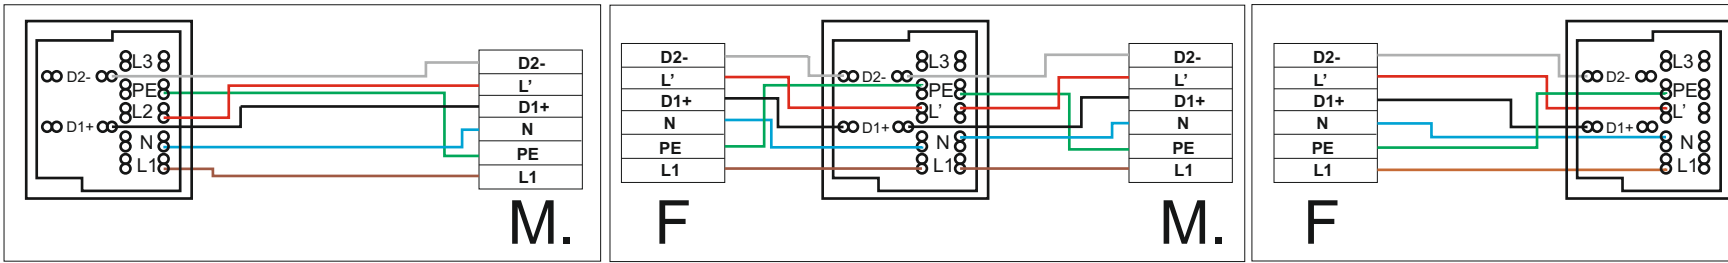 L3
D2-
PE
L2
D1+
N
L1
D2-
L'
D1+
N
PE
L1
M.
D2-
L'
D1+
N
PE
L1
F
L3
D2-
PE
L'
D1+
N
L1
D2-
L'
D1+
N
PE
L1
M.
D2-
L'
D1+
N
PE
L1
F
L3
D2-
PE
L'
D1+
N
L1